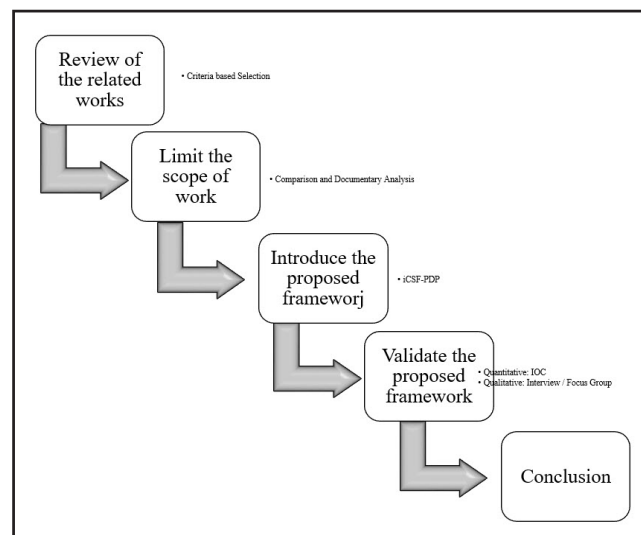 Review of
the related
works
• Criteria based Selection
Limit the
scope of
work
• Comparison and Documentary Analysis
Introduce the
proposed
frameworj
• iCSF-PDP
Validate the
proposed
framework
• Quantitative: IOC
• Qualitative: Interview / Focus Group
Conclusion